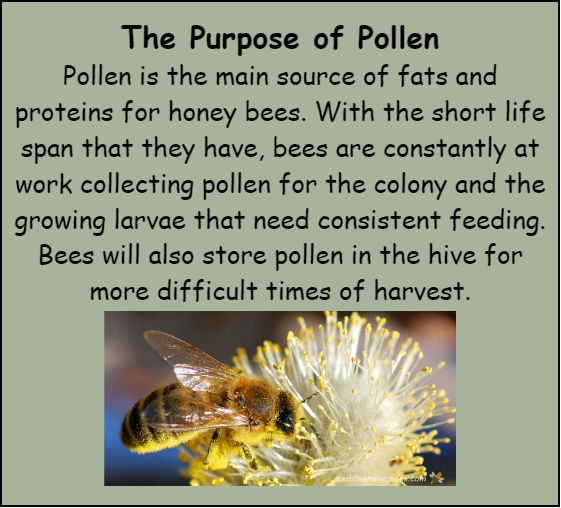 The Purpose of Pollen
Pollen is the main source of fats and
proteins for honey bees. With the short life
span that they have, bees are constantly at
work collecting pollen for the colony and the
growing larvae that need consistent feeding.
Bees will also store pollen in the hive for
more difficult times of harvest.
carolinahoneybees.com